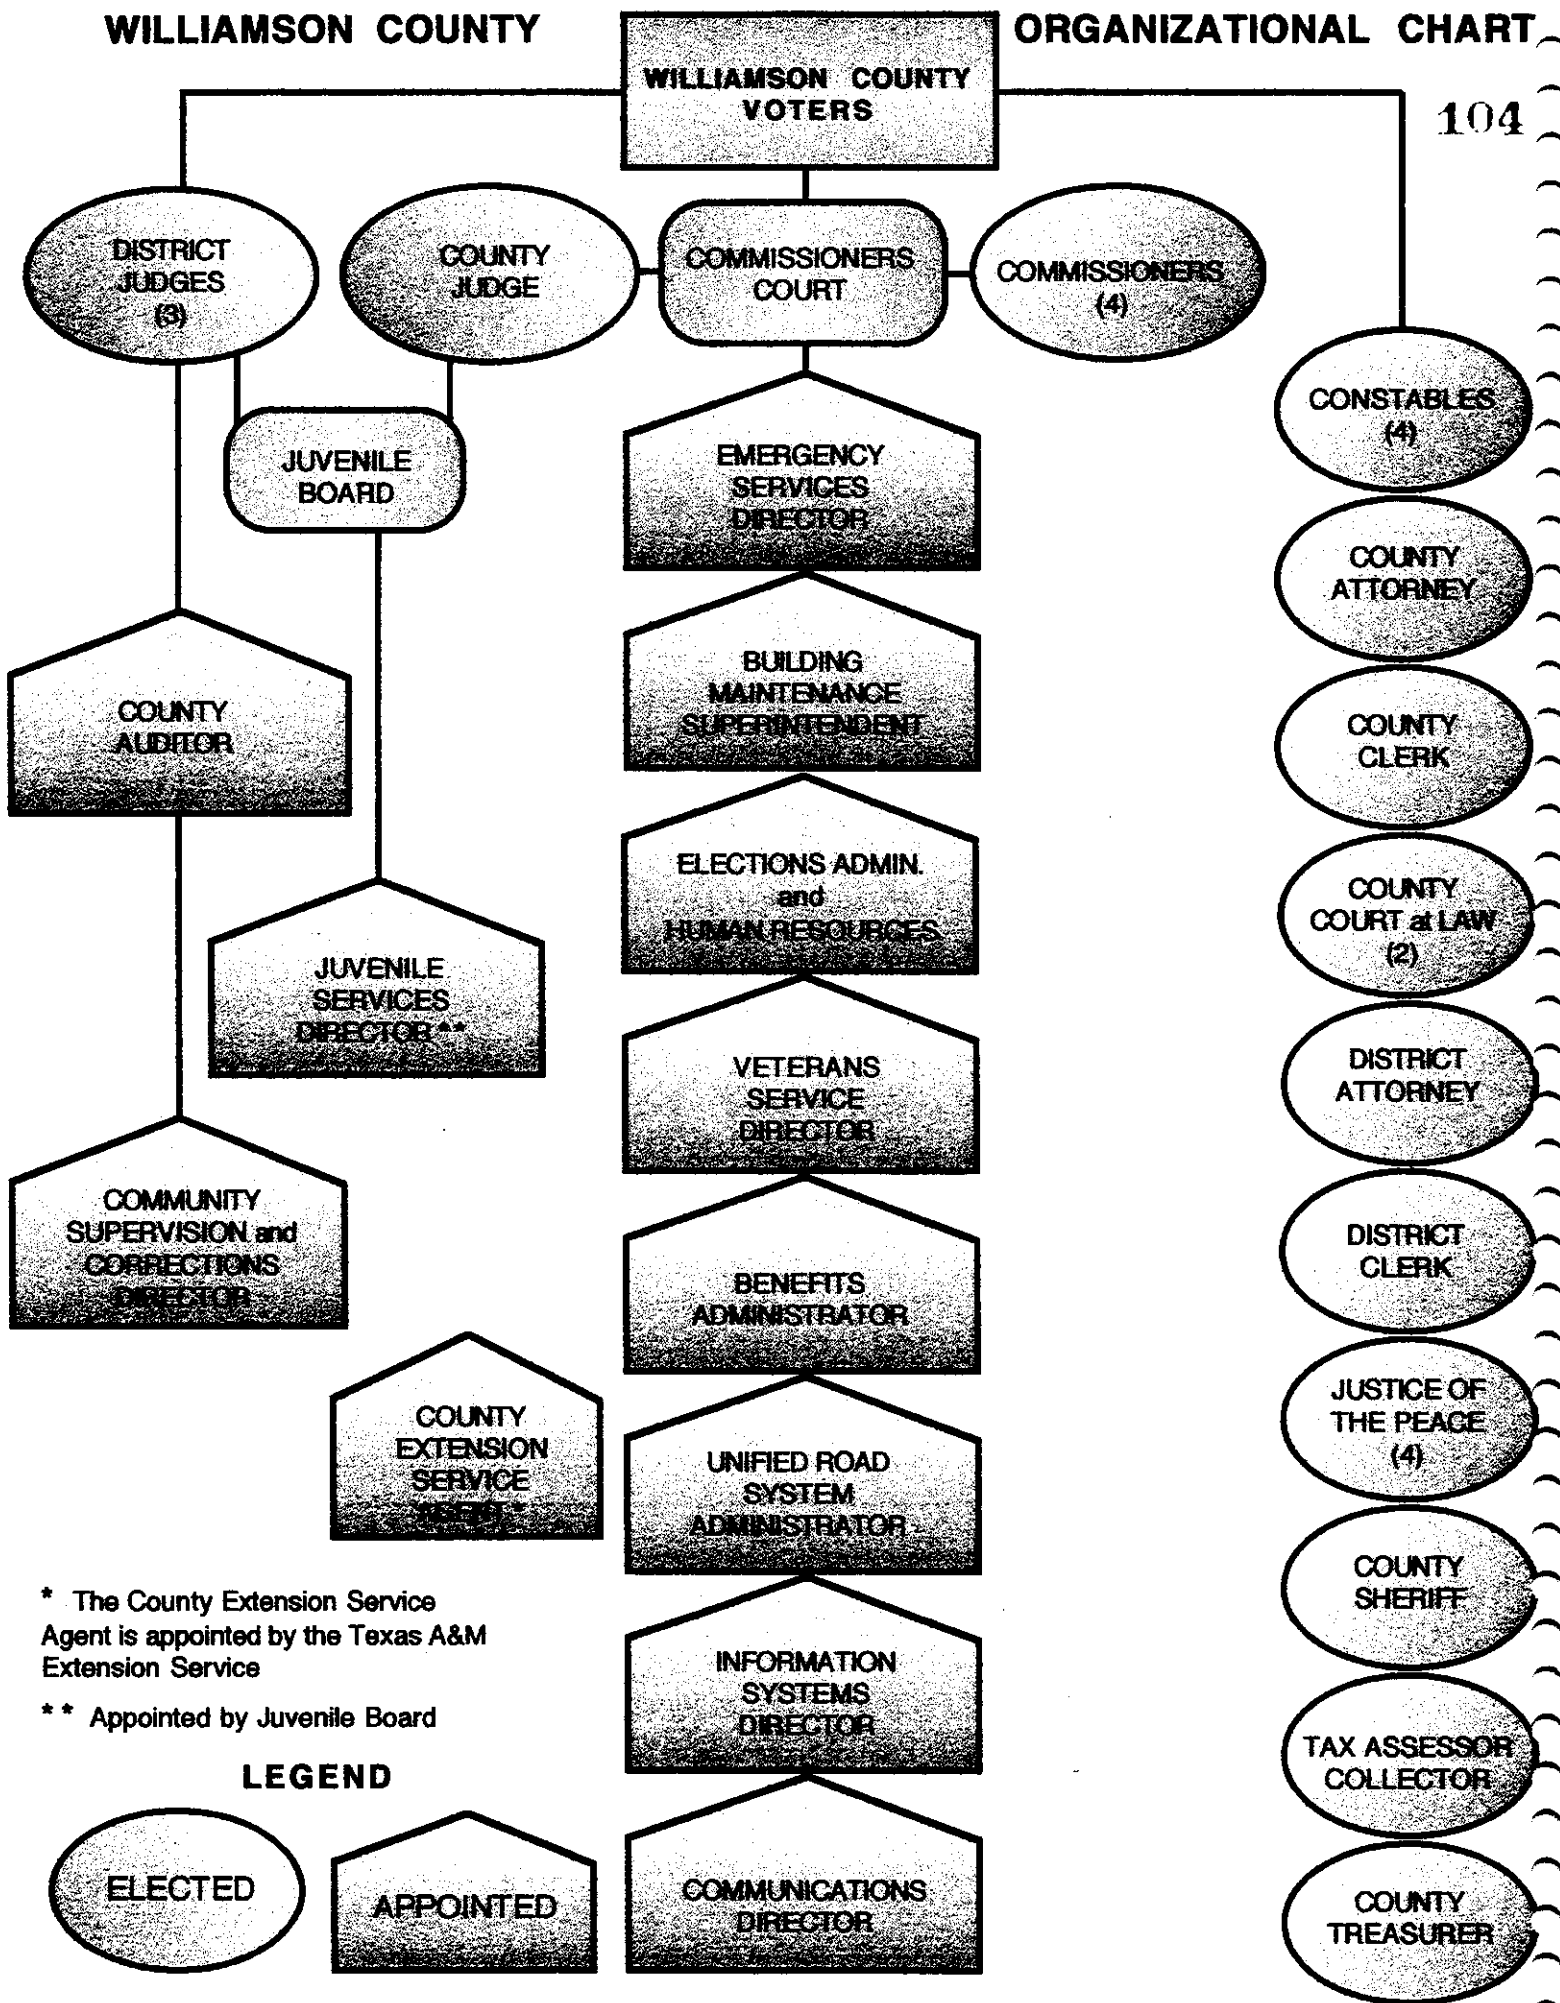 WILLIAMSON COUNTY
ORGANIZATIONAL CHART
104
WILLIAMSON COUNTY
VOTERS
DISTRICT
JUDGES
(3)
COUNTY
JUDGE
COMMISSIONERS
COURT
COMMISSIONERS
(4)
JUVENILE
BOARD
COUNTY
AUDITOR
JUVENILE
SERVICES
DIRECTOR **
COMMUNITY
SUPERVISION and
CORRECTIONS
DIRECTOR
COUNTY
EXTENSION
SERVICE
AGENT *
EMERGENCY
SERVICES
DIRECTOR
BUILDING
MAINTENANCE
SUPERINTENDENT
ELECTIONS ADMIN.
and
HUMAN RESOURCES
VETERANS
SERVICE
DIRECTOR
BENEFITS
ADMINISTRATOR
UNIFIED ROAD
SYSTEM
ADMINISTRATOR
INFORMATION
SYSTEMS
DIRECTOR
COMMUNICATIONS
DIRECTOR
CONSTABLES
(4)
COUNTY
ATTORNEY
COUNTY
CLERK
COUNTY
COURT at LAW
(2)
DISTRICT
ATTORNEY
DISTRICT
CLERK
JUSTICE OF
THE PEACE
(4)
COUNTY
SHERIFF
TAX ASSESSOR
COLLECTOR
COUNTY
TREASURER
* The County Extension Service
Agent is appointed by the Texas A&M
Extension Service
* * Appointed by Juvenile Board
LEGEND
ELECTED
APPOINTED